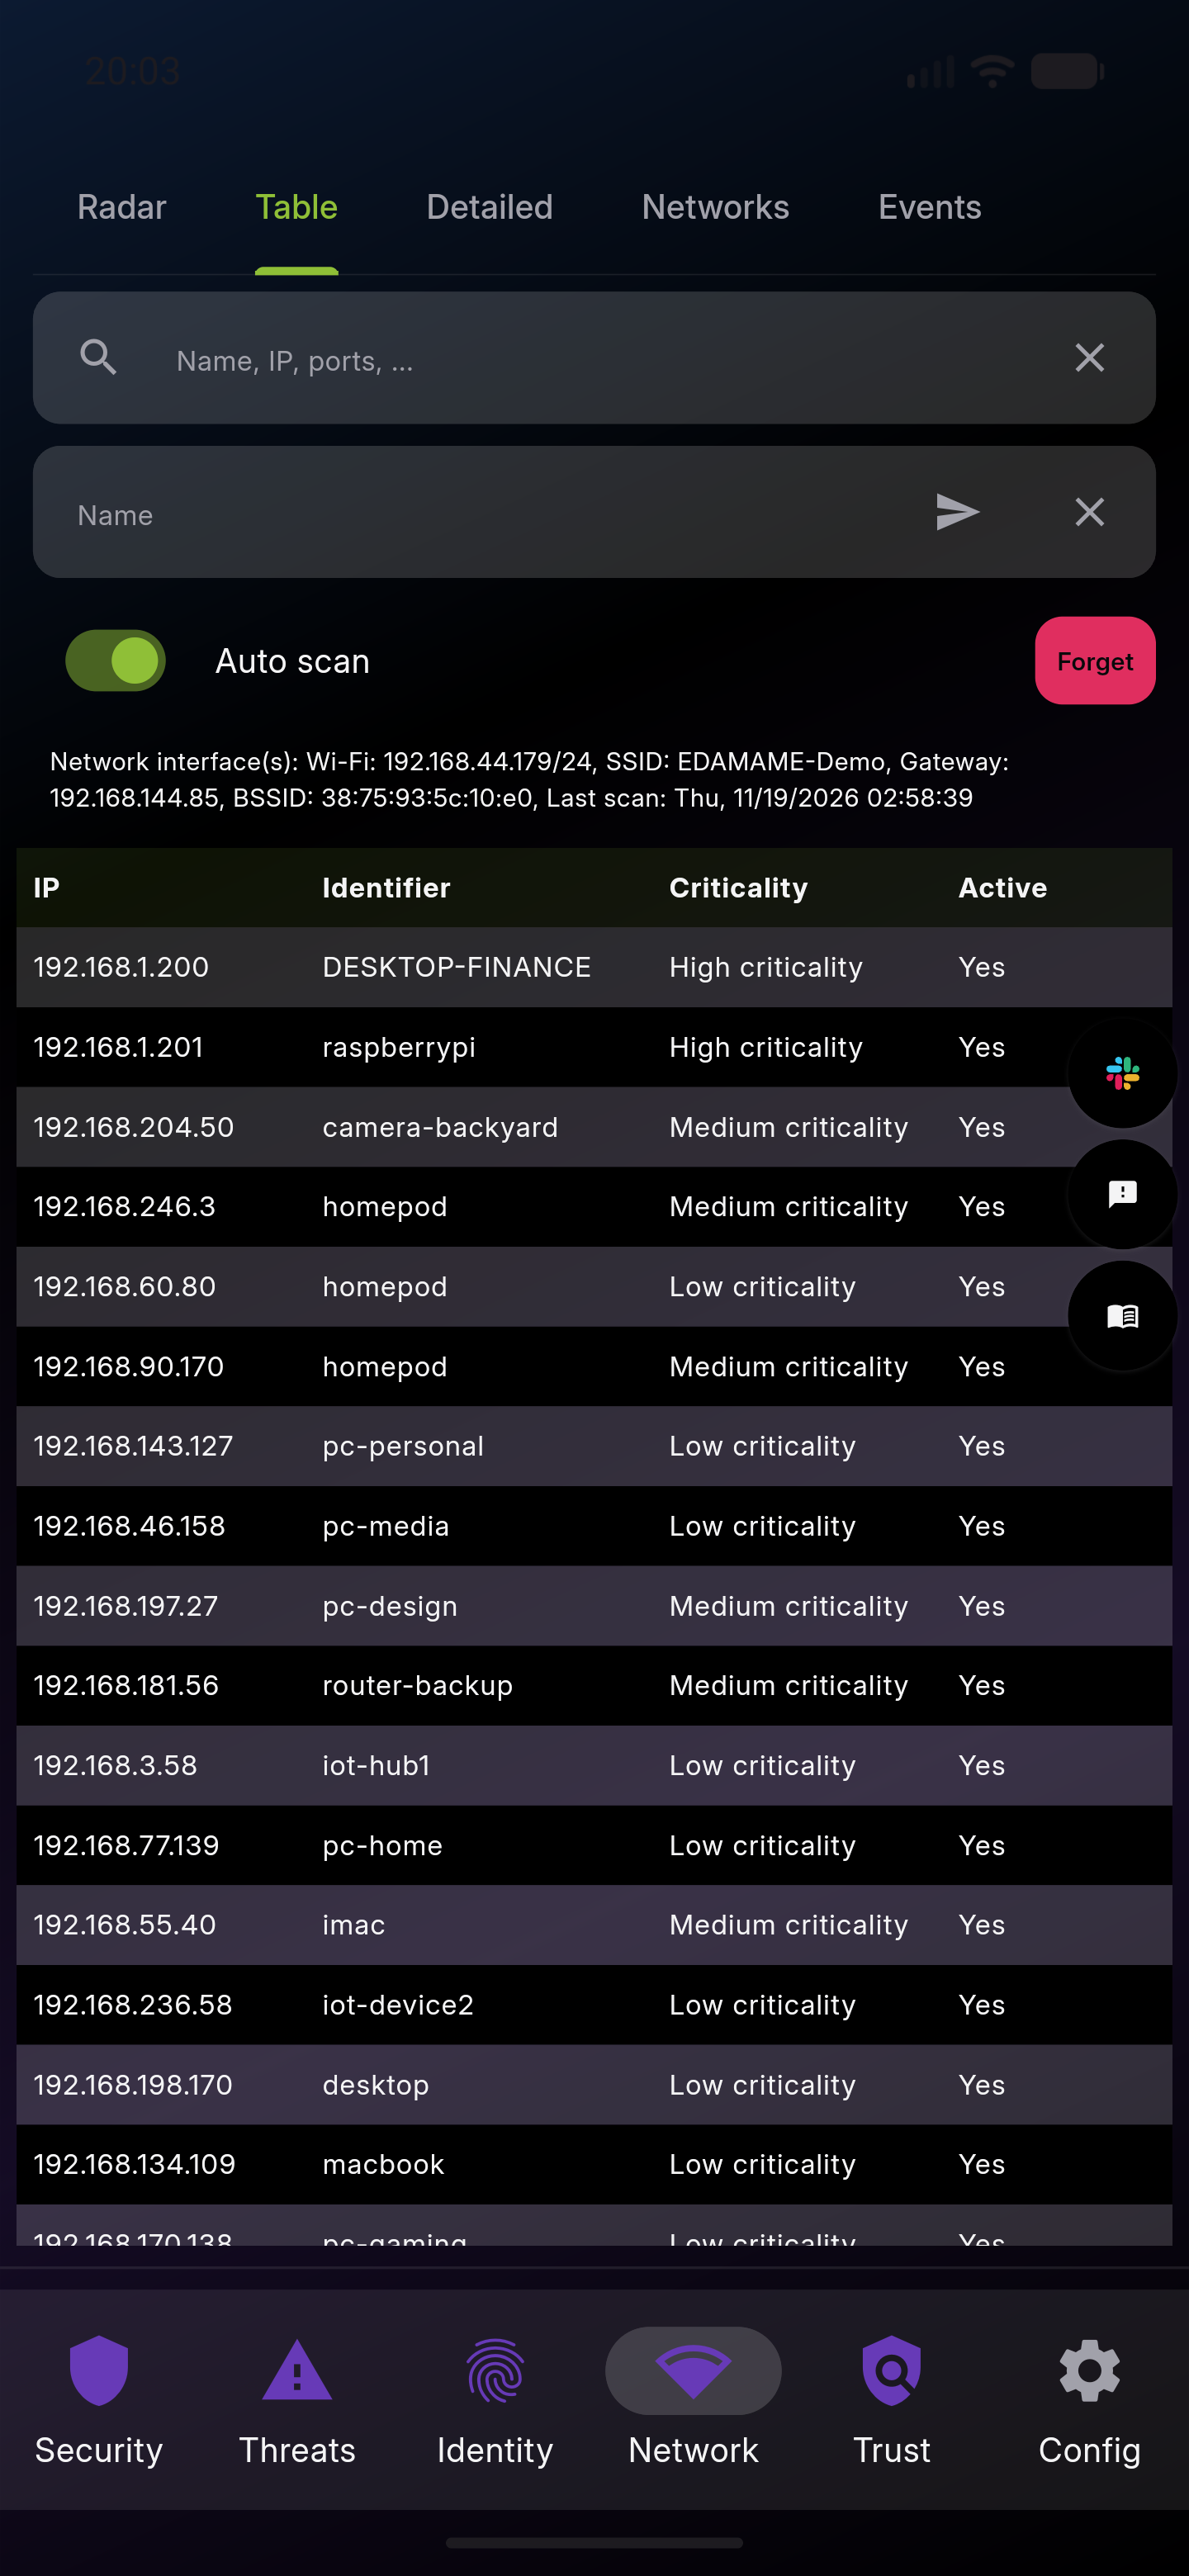 20:03
Radar Table Detailed Networks Events
Name, IP, ports, ...
Name
Auto scan Forget
Network interface(s): Wi-Fi: 192.168.44.179/24, SSID: EDAMAME-Demo, Gateway:
192.168.144.85, BSSID: 38:75:93:5c:10:e0, Last scan: Thu, 11/19/2026 02:58:39
IP Identifier Criticality Active
192.168.1.200 DESKTOP-FINANCE High criticality Yes
192.168.1.201 raspberrypi High criticality Yes
192.168.204.50 camera-backyard Medium criticality Yes
192.168.246.3 homepod Medium criticality Yes
192.168.60.80 homepod Low criticality Yes
192.168.90.170 homepod Medium criticality Yes
192.168.143.127 pc-personal Low criticality Yes
192.168.46.158 pc-media Low criticality Yes
192.168.197.27 pc-design Medium criticality Yes
192.168.181.56 router-backup Medium criticality Yes
192.168.3.58 iot-hub1 Low criticality Yes
192.168.77.139 pc-home Low criticality Yes
192.168.55.40 imac Medium criticality Yes
192.168.236.58 iot-device2 Low criticality Yes
192.168.198.170 desktop Low criticality Yes
192.168.134.109 macbook Low criticality Yes
192.168.170.138 pc-gaming Low criticality Yes
Security Threats Identity Network Trust Config